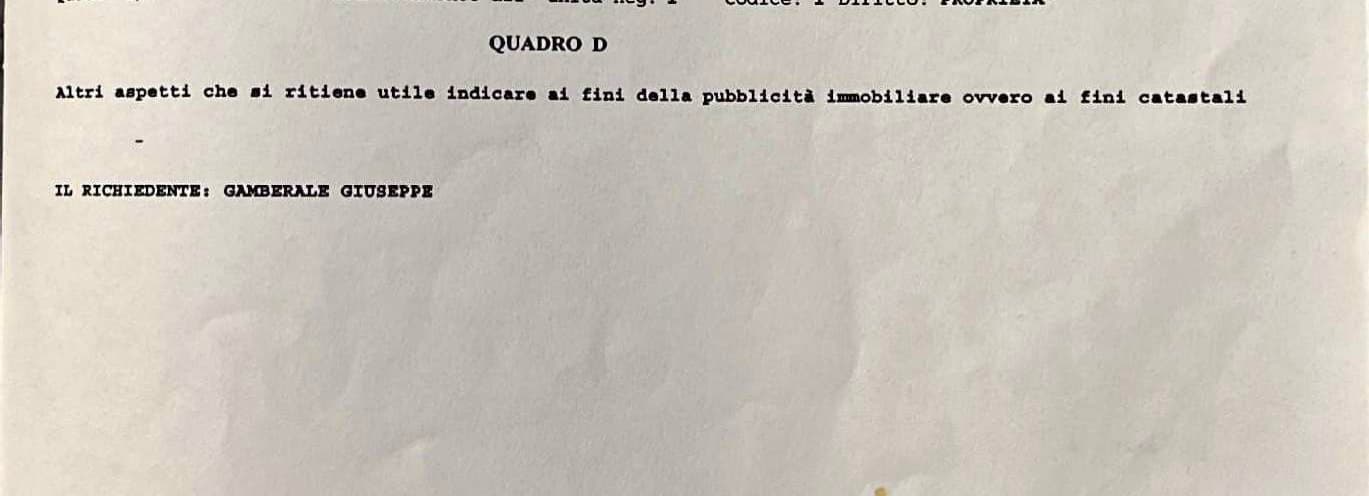 QUADRO D
Altri aspetti che si ritiene utile indicare ai fini della pubblicità immobiliare ovvero ai fini catastali
-
IL RICHIEDENTE: GAMBERALE GIUSEPPE